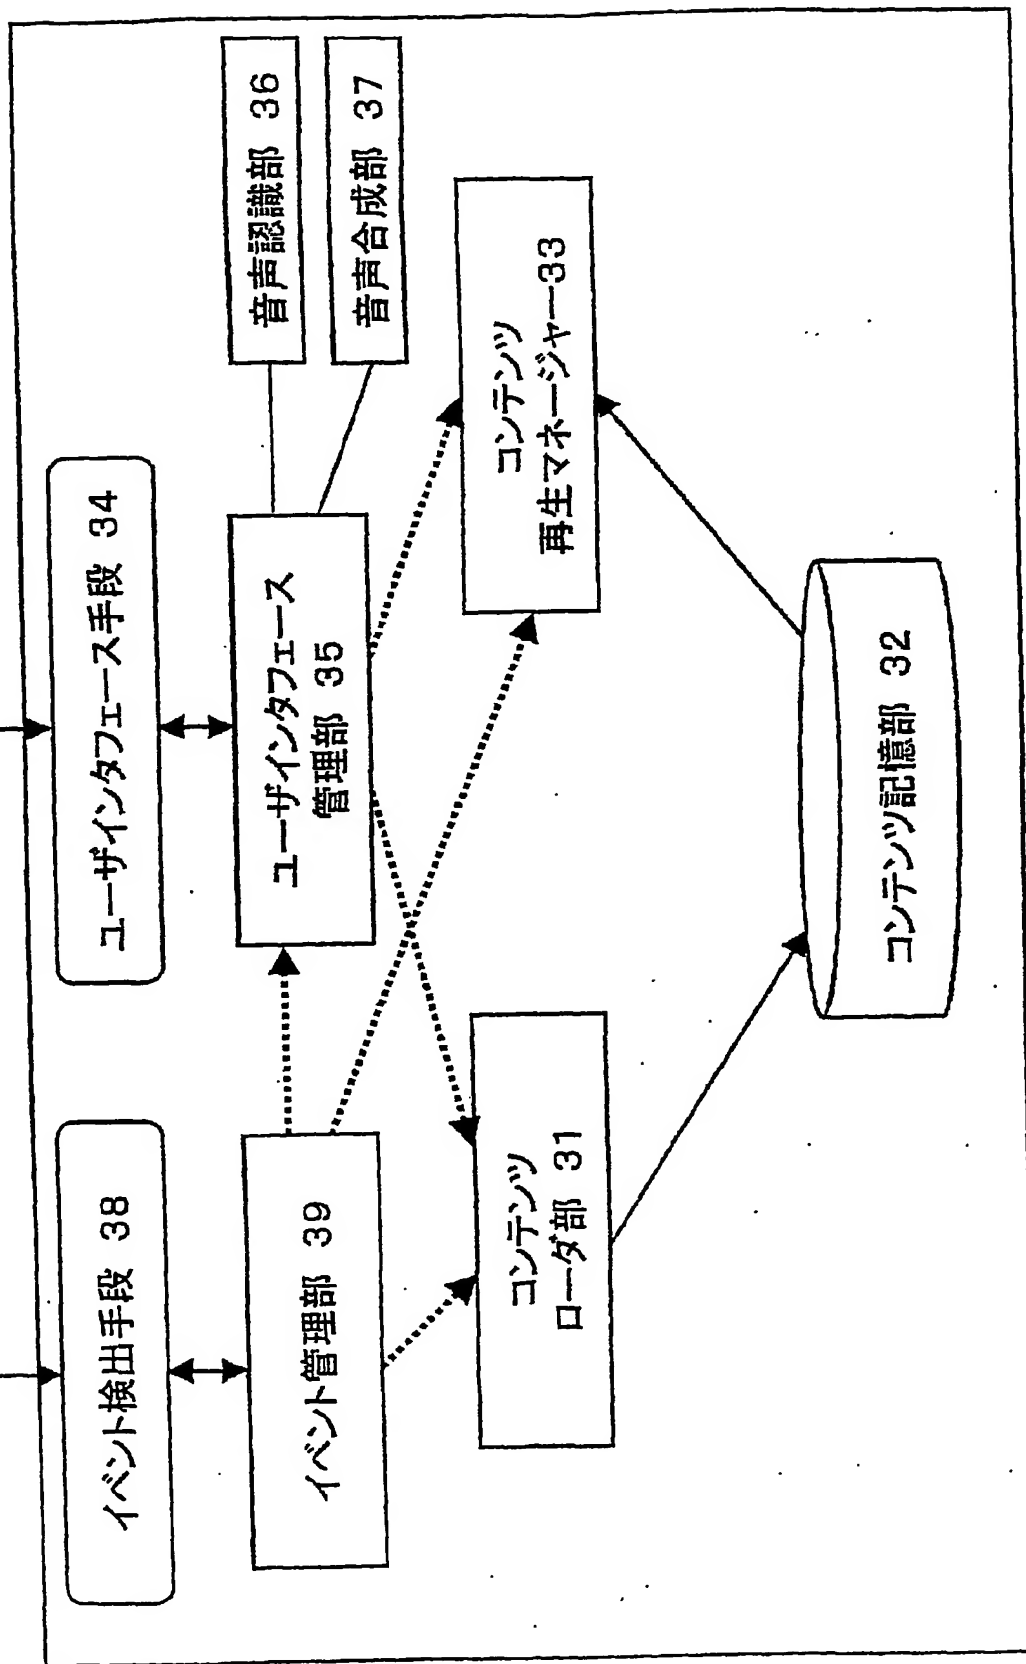 イベント検出手段 38
ユーザインタフェース手段 34
イベント管理部 39
ユーザインタフェース
管理部 35
音声認識部 36
音声合成部 37
コンテンツ
ローダ部 31
コンテンツ
再生マネージャー33
コンテンツ記憶部 32